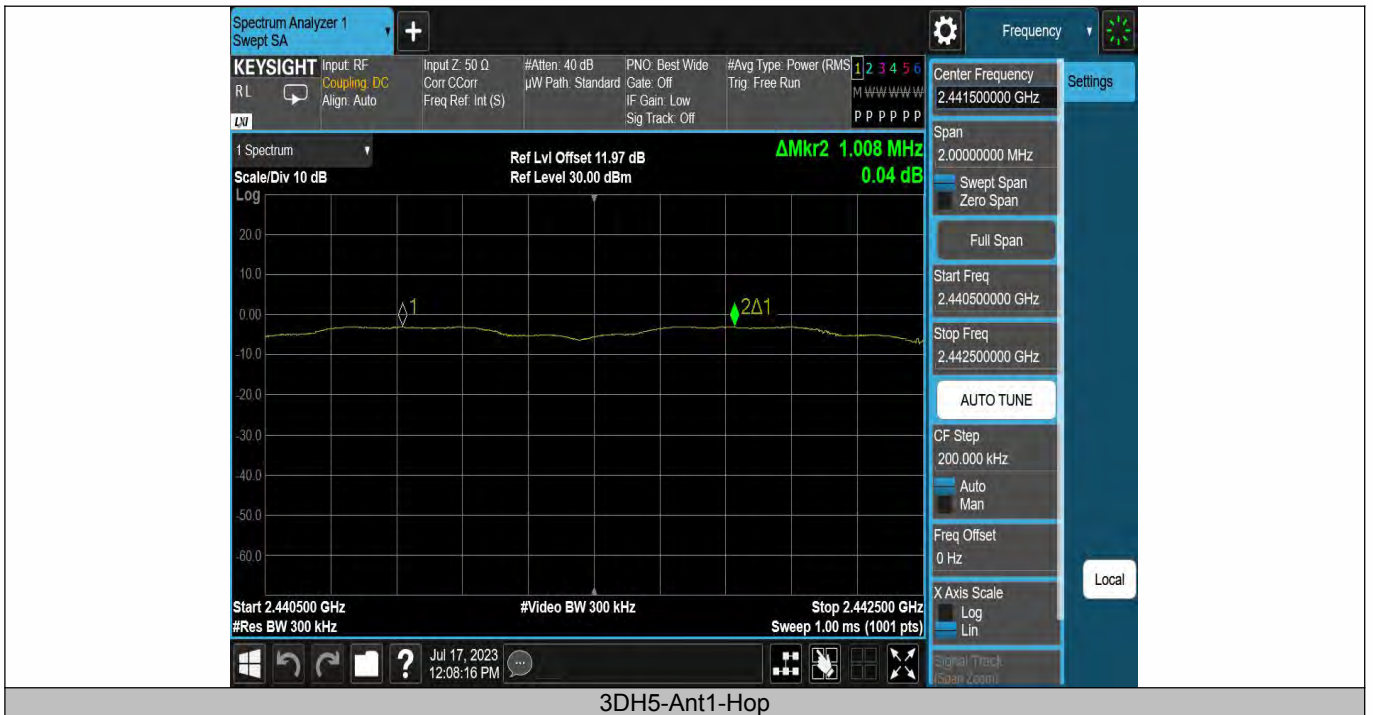 Spectrum Analyzer 1
Swept SA
+
Frequency
KEYSIGHT
RL
LXI
Input: RF
Coupling: DC
Align: Auto
Input Z: 50 Ω
Corr CCorr
Freq Ref: Int (S)
#Atten: 40 dB
µW Path: Standard
PNO: Best Wide
Gate: Off
IF Gain: Low
Sig Track: Off
#Avg Type: Power (RMS
Trig: Free Run
1 2 3 4 5 6
M W W W W W
P P P P P P
1 Spectrum
Scale/Div 10 dB
Log
Ref Lvl Offset 11.97 dB
Ref Level 30.00 dBm
ΔMkr2 1.008 MHz
0.04 dB
20.0
10.0
0.00
-10.0
-20.0
-30.0
-40.0
-50.0
-60.0
1
2Δ1
Start 2.440500 GHz
#Res BW 300 kHz
#Video BW 300 kHz
Stop 2.442500 GHz
Sweep 1.00 ms (1001 pts)
Center Frequency
2.441500000 GHz
Settings
Span
2.00000000 MHz
Swept Span
Zero Span
Full Span
Start Freq
2.440500000 GHz
Stop Freq
2.442500000 GHz
AUTO TUNE
CF Step
200.000 kHz
Auto
Man
Freq Offset
0 Hz
X Axis Scale
Log
Lin
Local
Signal Track
(Span Zoom)
?
Jul 17, 2023
12:08:16 PM
3DH5-Ant1-Hop